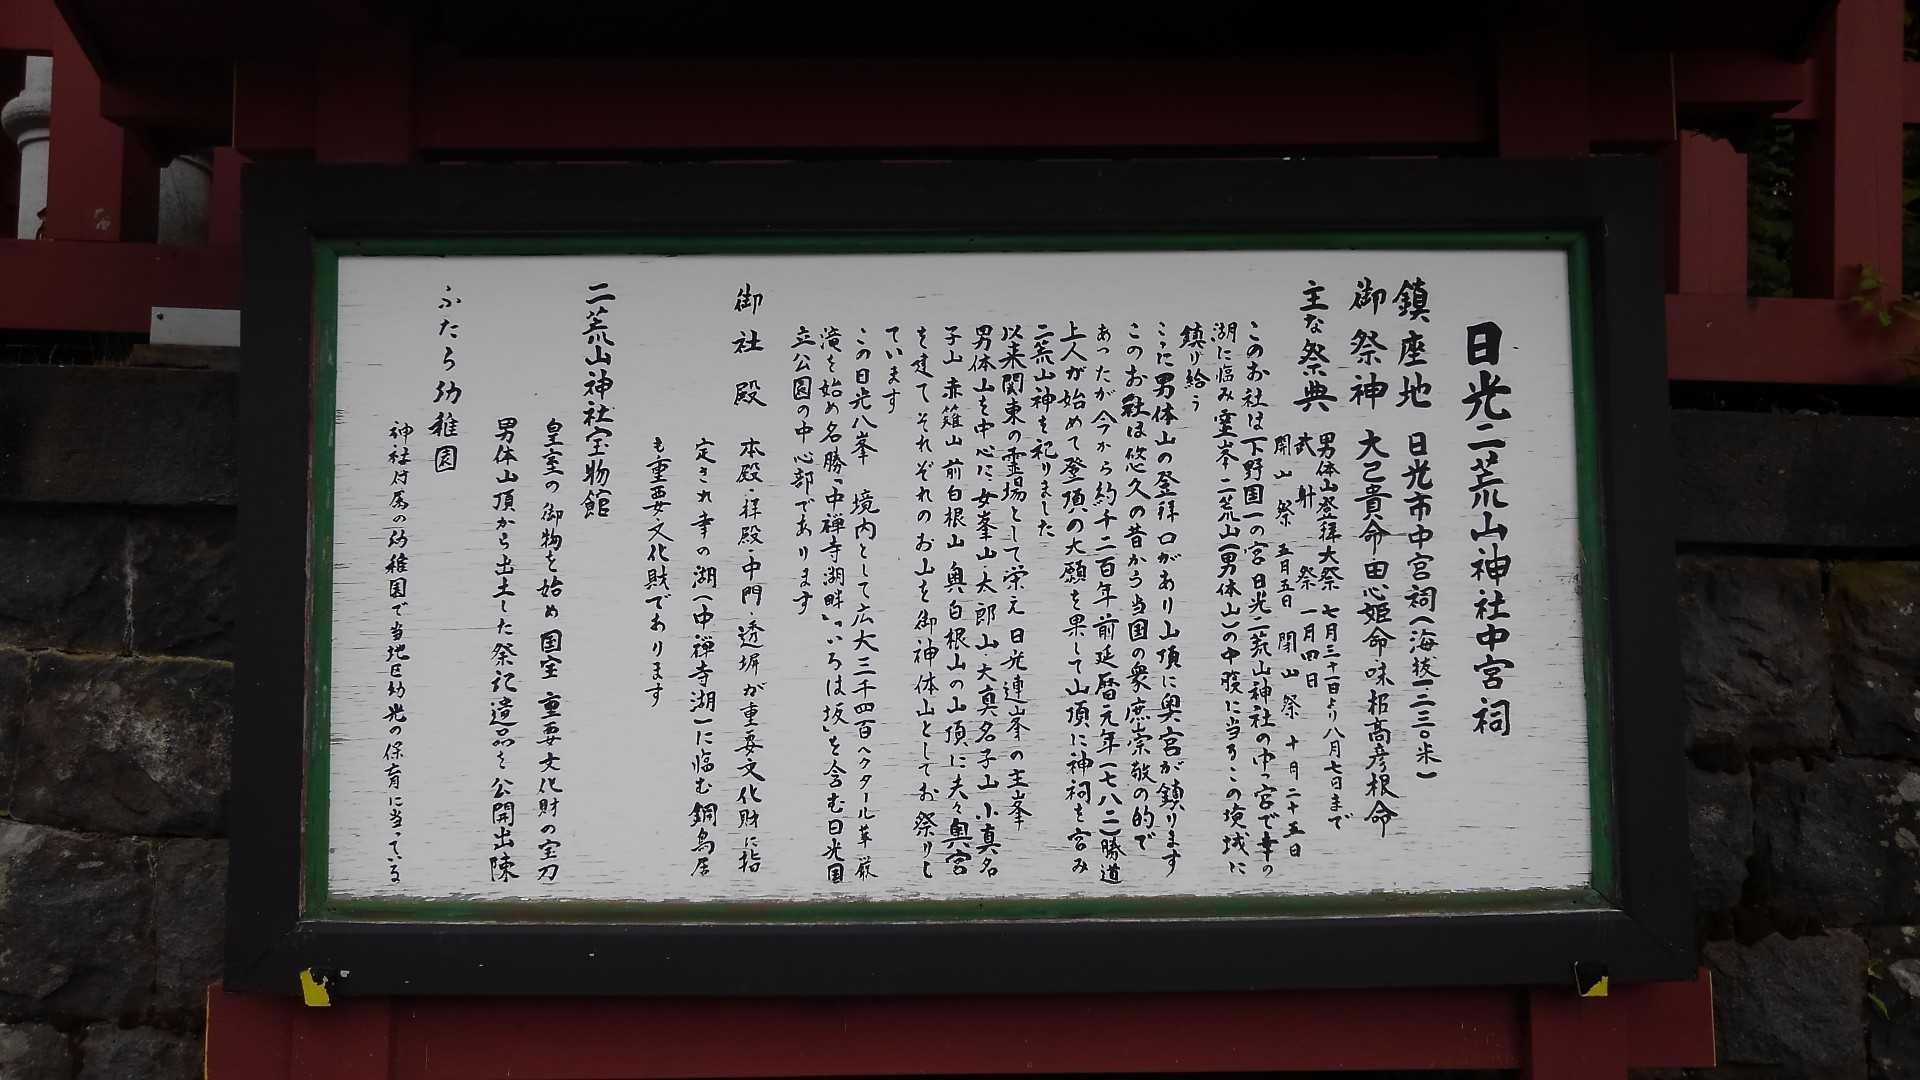 日光二荒山神社中宮祠
鎮座地 日光市中宮祠(海抜一二三〇米)
御祭神 大己貴命 田心姫命 味耜高彦根命
主な祭典 男体山登拝大祭 七月三十一日より八月七日まで
武射祭 一月四日
開山祭 五月五日 閉山祭 十月二十五日
このお社は下野国一の宮 日光二荒山神社の中つ宮で幸の
湖に臨み霊峯二荒山(男体山)の中腹に当りこの境域に
鎮り給う
ここに男体山の登拝口があり山頂に奥宮が鎮ります
このお社は悠久の昔から当国の衆庶崇敬の的で
あったが今から約千二百年前延暦元年(七八二)勝道
上人が始めて登頂の大願を果して山頂に神祠を宮み
二荒山神を祀りました
以来関東の霊場として栄え 日光連峯の主峯
男体山を中心に女峯山・太郎山 大真名子山 小真名
子山 赤薙山 前白根山 奥白根山の山頂に夫々奥宮
を建て それぞれのお山を御神体山としてお祭りし
ています
この日光八峯 境内として広大三千四百ヘクタール華厳
滝を始め名勝「中禅寺湖畔」「いろは坂」を含む日光国
立公園の中心部であります
御社殿 本殿・拝殿・中門・透塀が重要文化財に指
定され幸の湖(中禅寺湖)に臨む銅鳥居
も重要文化財であります
二荒山神社宝物館
皇室の御物を始め 国宝 重要文化財の宝刀
男体山頂から出土した祭祀遺品を公開出陳
ふたら幼稚園
神社付属の幼稚園で当地区幼児の保育に当っている